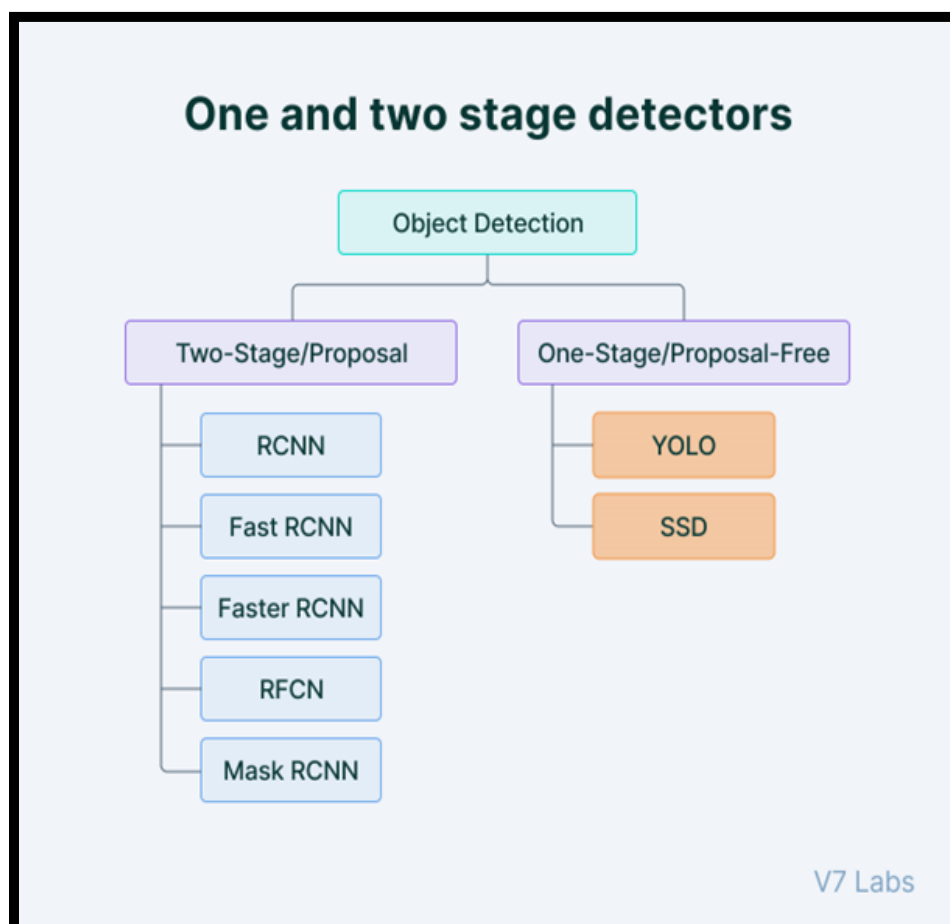 One and two stage detectors
Object Detection
Two-Stage/Proposal
One-Stage/Proposal-Free
RCNN
Fast RCNN
Faster RCNN
RFCN
Mask RCNN
YOLO
SSD
V7 Labs